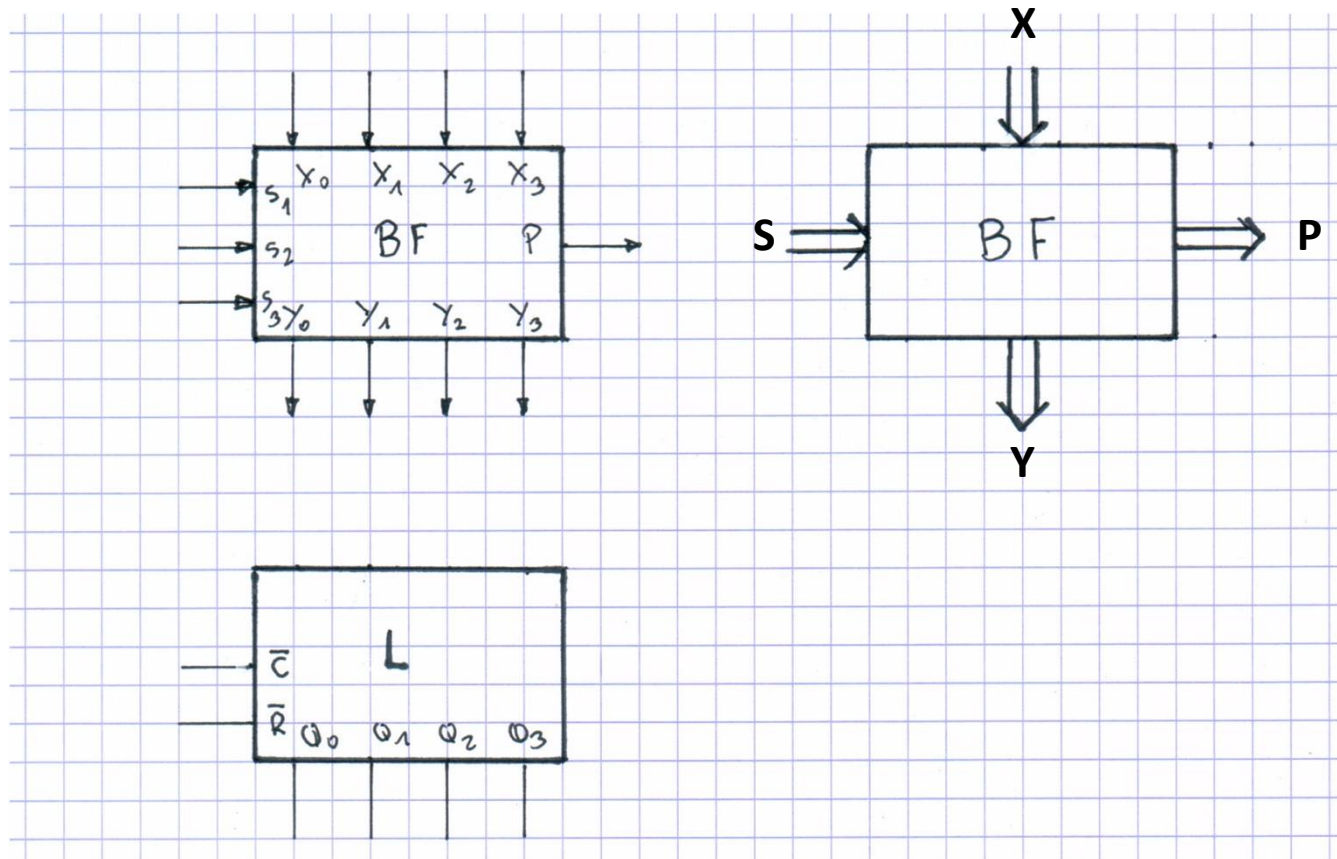 X
X₀ X₁ X₂ X₃
S₁
S₂ BF P
S₃ Y₀ Y₁ Y₂ Y₃
S BF P
Y
C̅ L
R̅ Q₀ Q₁ Q₂ Q₃